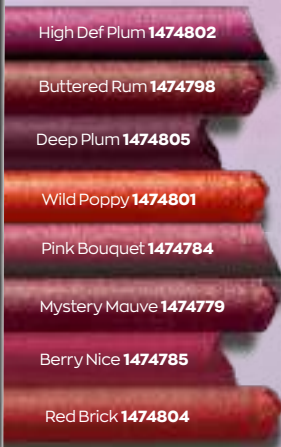 High Def Plum 1474802
Buttered Rum 1474798
Deep Plum 1474805
Wild Poppy 1474801
Pink Bouquet 1474784
Mystery Mauve 1474779
Berry Nice 1474785
Red Brick 1474804